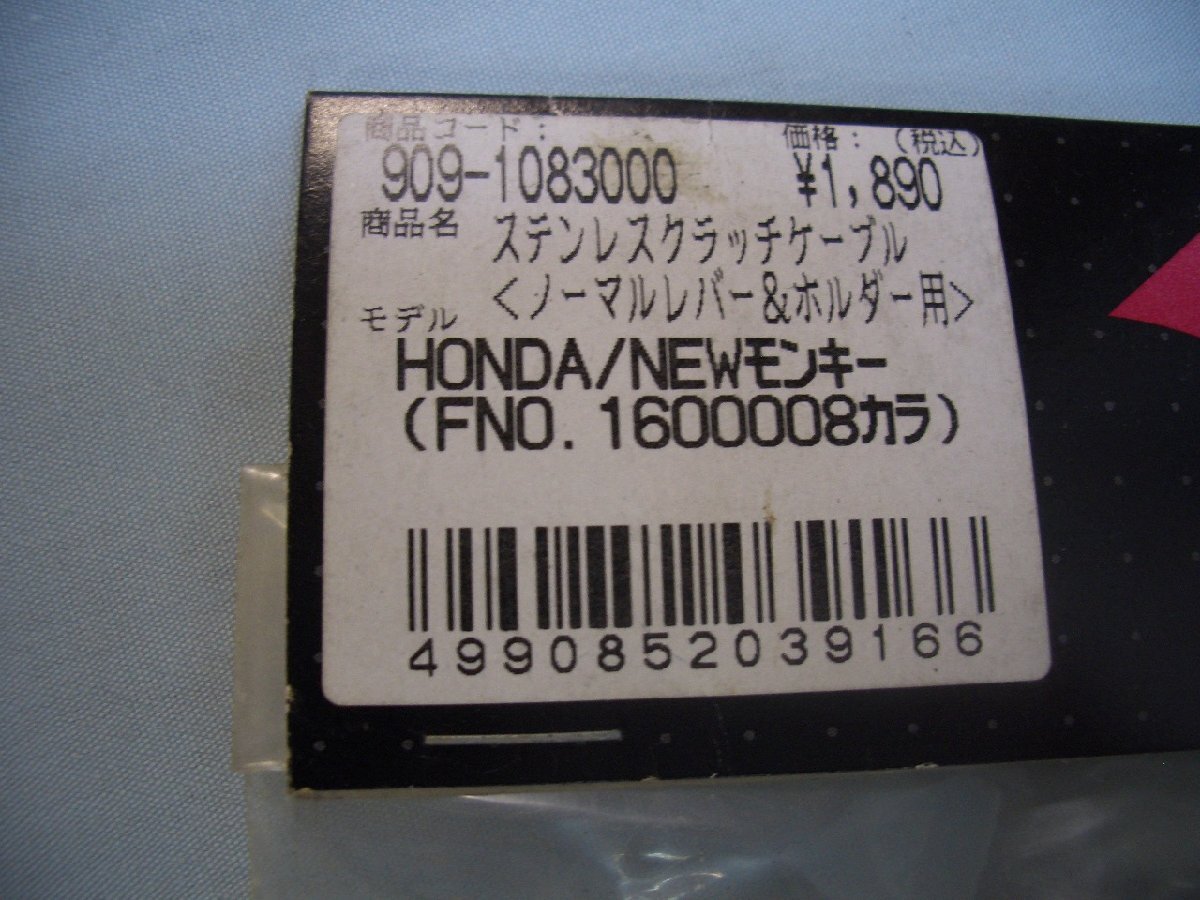 商品コード: 価格: (税込)
909-1083000 ¥1,890
商品名 ステンレスクラッチケーブル
<ノーマルレバー&ホルダー用>
モデル
HONDA/NEWモンキー
(FNO. 1600008カラ)
4990852039166